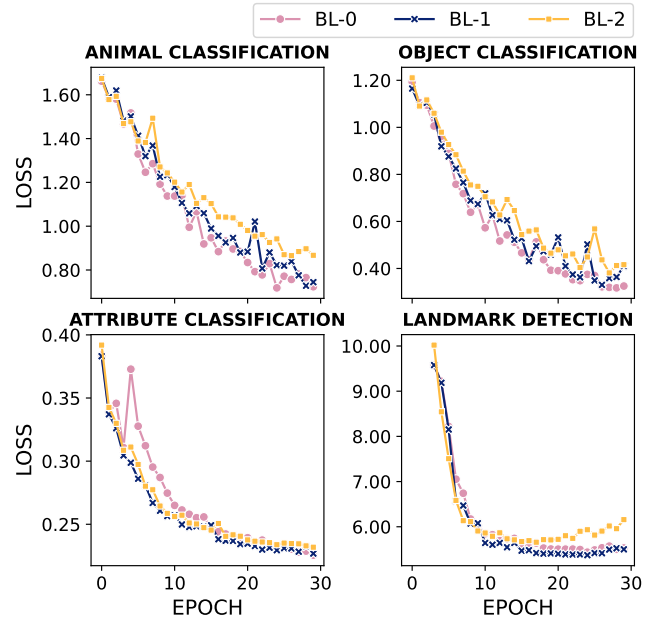 BL-0 BL-1 BL-2
ANIMAL CLASSIFICATION OBJECT CLASSIFICATION
LOSS
1.60
1.40
1.20
1.00
0.80
1.20
1.00
0.80
0.60
0.40
ATTRIBUTE CLASSIFICATION LANDMARK DETECTION
LOSS
0.40
0.35
0.30
0.25
10.00
9.00
8.00
7.00
6.00
0 10 20 30
0 10 20 30
EPOCH EPOCH